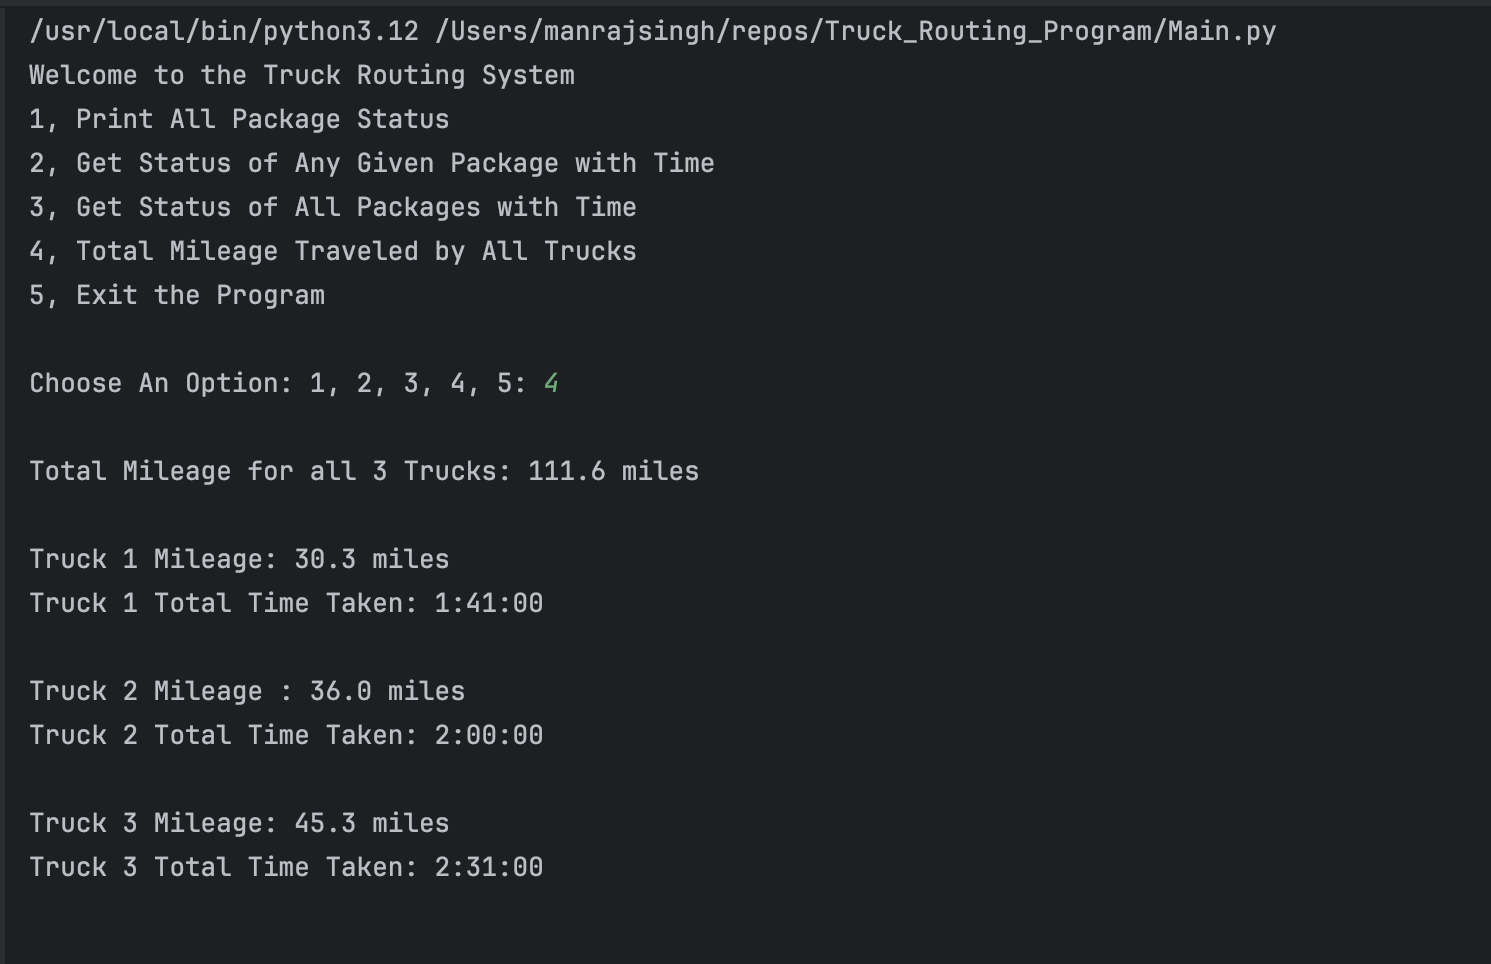 /usr/local/bin/python3.12 /Users/manrajsingh/repos/Truck_Routing_Program/Main.py
Welcome to the Truck Routing System
1, Print All Package Status
2, Get Status of Any Given Package with Time
3, Get Status of All Packages with Time
4, Total Mileage Traveled by All Trucks
5, Exit the Program
Choose An Option: 1, 2, 3, 4, 5: 4
Total Mileage for all 3 Trucks: 111.6 miles
Truck 1 Mileage: 30.3 miles
Truck 1 Total Time Taken: 1:41:00
Truck 2 Mileage : 36.0 miles
Truck 2 Total Time Taken: 2:00:00
Truck 3 Mileage: 45.3 miles
Truck 3 Total Time Taken: 2:31:00